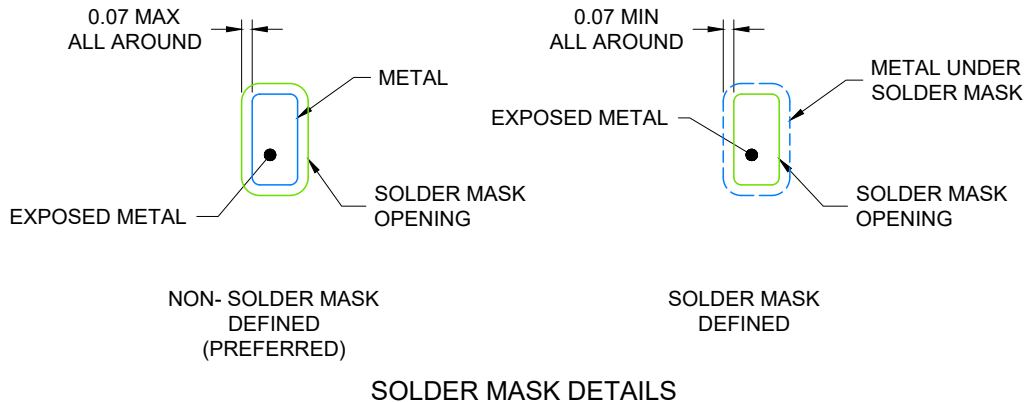 0.07 MAX
ALL AROUND
METAL
EXPOSED METAL
SOLDER MASK
OPENING
NON- SOLDER MASK
DEFINED
(PREFERRED)
0.07 MIN
ALL AROUND
METAL UNDER
SOLDER MASK
EXPOSED METAL
SOLDER MASK
OPENING
SOLDER MASK
DEFINED
SOLDER MASK DETAILS